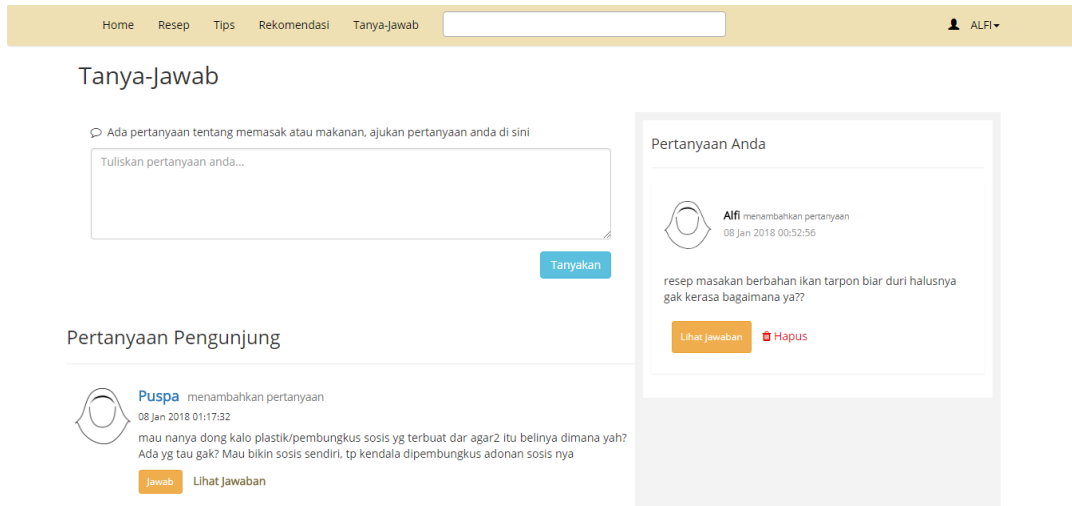 Home Resep Tips Rekomendasi Tanya-Jawab ALFI
Tanya-Jawab
Ada pertanyaan tentang memasak atau makanan, ajukan pertanyaan anda di sini
Tuliskan pertanyaan anda...
Tanyakan
Pertanyaan Pengunjung
Puspa menambahkan pertanyaan
08 Jan 2018 01:17:32
mau nanya dong kalo plastik/pembungkus sosis yg terbuat dar agar2 itu belinya dimana yah?
Ada yg tau gak? Mau bikin sosis sendiri, tp kendala dipembungkus adonan sosis nya
Jawab Lihat Jawaban
Pertanyaan Anda
Alfi menambahkan pertanyaan
08 Jan 2018 00:52:56
resep masakan berbahan ikan tarpon biar duri halusnya
gak kerasa bagaimana ya??
Lihat jawaban Hapus